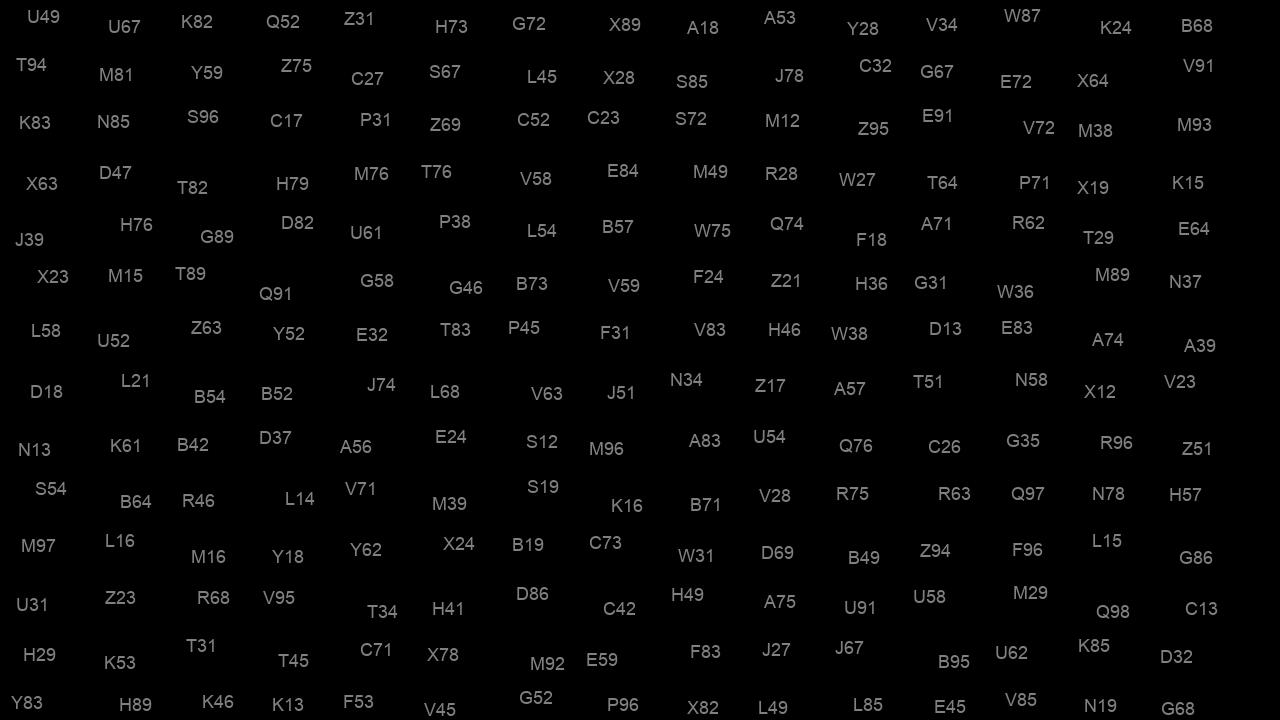 U49 U67 K82 Q52 Z31 H73 G72 X89 A18 A53 Y28 V34 W87 K24 B68
T94 M81 Y59 Z75 C27 S67 L45 X28 S85 J78 C32 G67 E72 X64 V91
K83 N85 S96 C17 P31 Z69 C52 C23 S72 M12 Z95 E91 V72 M38 M93
X63 D47 T82 H79 M76 T76 V58 E84 M49 R28 W27 T64 P71 X19 K15
J39 H76 G89 D82 U61 P38 L54 B57 W75 Q74 F18 A71 R62 T29 E64
X23 M15 T89 Q91 G58 G46 B73 V59 F24 Z21 H36 G31 W36 M89 N37
L58 U52 Z63 Y52 E32 T83 P45 F31 V83 H46 W38 D13 E83 A74 A39
D18 L21 B54 B52 J74 L68 V63 J51 N34 Z17 A57 T51 N58 X12 V23
N13 K61 B42 D37 A56 E24 S12 M96 A83 U54 Q76 C26 G35 R96 Z51
S54 B64 R46 L14 V71 M39 S19 K16 B71 V28 R75 R63 Q97 N78 H57
M97 L16 M16 Y18 Y62 X24 B19 C73 W31 D69 B49 Z94 F96 L15 G86
U31 Z23 R68 V95 T34 H41 D86 C42 H49 A75 U91 U58 M29 Q98 C13
H29 K53 T31 T45 C71 X78 M92 E59 F83 J27 J67 B95 U62 K85 D32
Y83 H89 K46 K13 F53 V45 G52 P96 X82 L49 L85 E45 V85 N19 G68